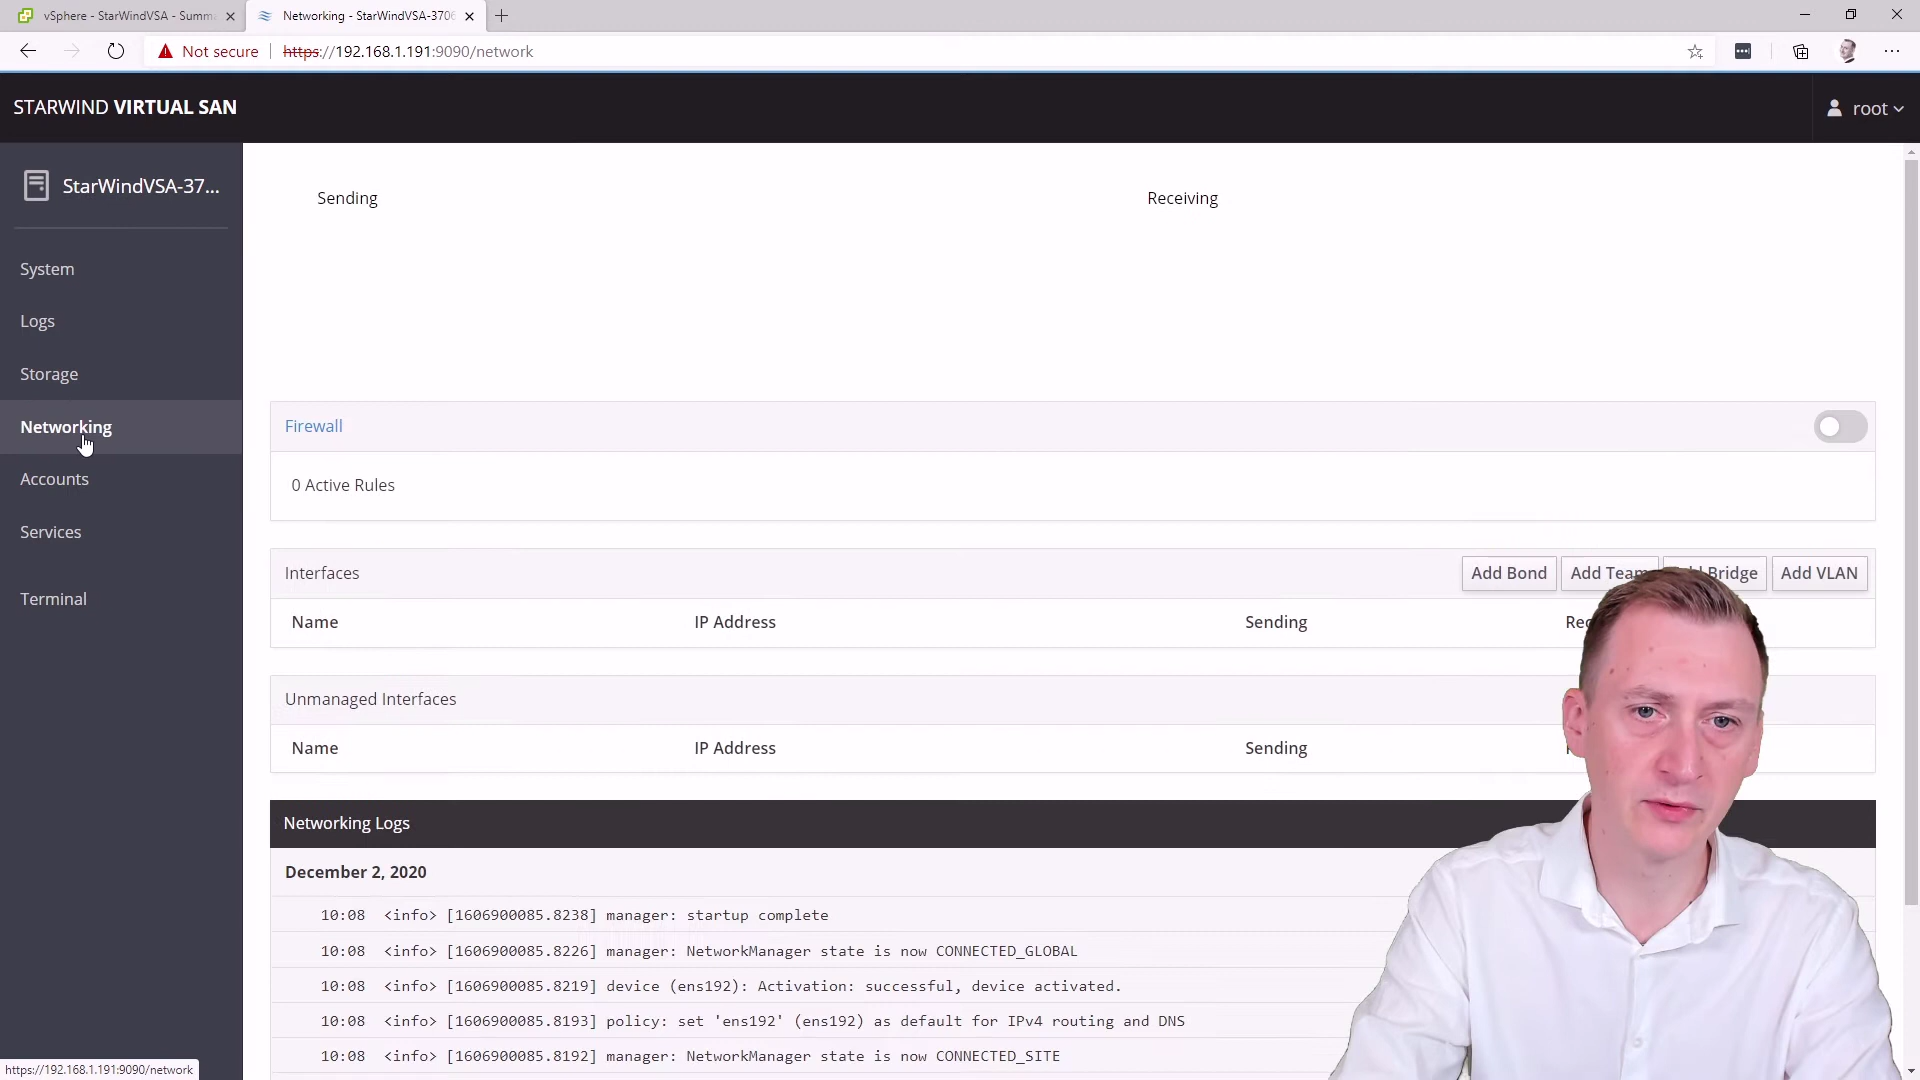 vSphere - StarWindVSA - Summa
Networking - StarWindVSA-3706
Not secure
https://192.168.1.191:9090/network
STARWIND VIRTUAL SAN
root
StarWindVSA-37...
Sending
Receiving
System
Logs
Storage
Networking
Accounts
Services
Terminal
Firewall
0 Active Rules
Interfaces
Add Bond
Add Team
Bridge
Add VLAN
Name
IP Address
Sending
Unmanaged Interfaces
Name
IP Address
Sending
Networking Logs
December 2, 2020
10:08 <info> [1606900085.8238] manager: startup complete
10:08 <info> [1606900085.8226] manager: NetworkManager state is now CONNECTED_GLOBAL
10:08 <info> [1606900085.8219] device (ens192): Activation: successful, device activated.
10:08 <info> [1606900085.8193] policy: set 'ens192' (ens192) as default for IPv4 routing and DNS
10:08 <info> [1606900085.8192] manager: NetworkManager state is now CONNECTED_SITE
https://192.168.1.191:9090/network